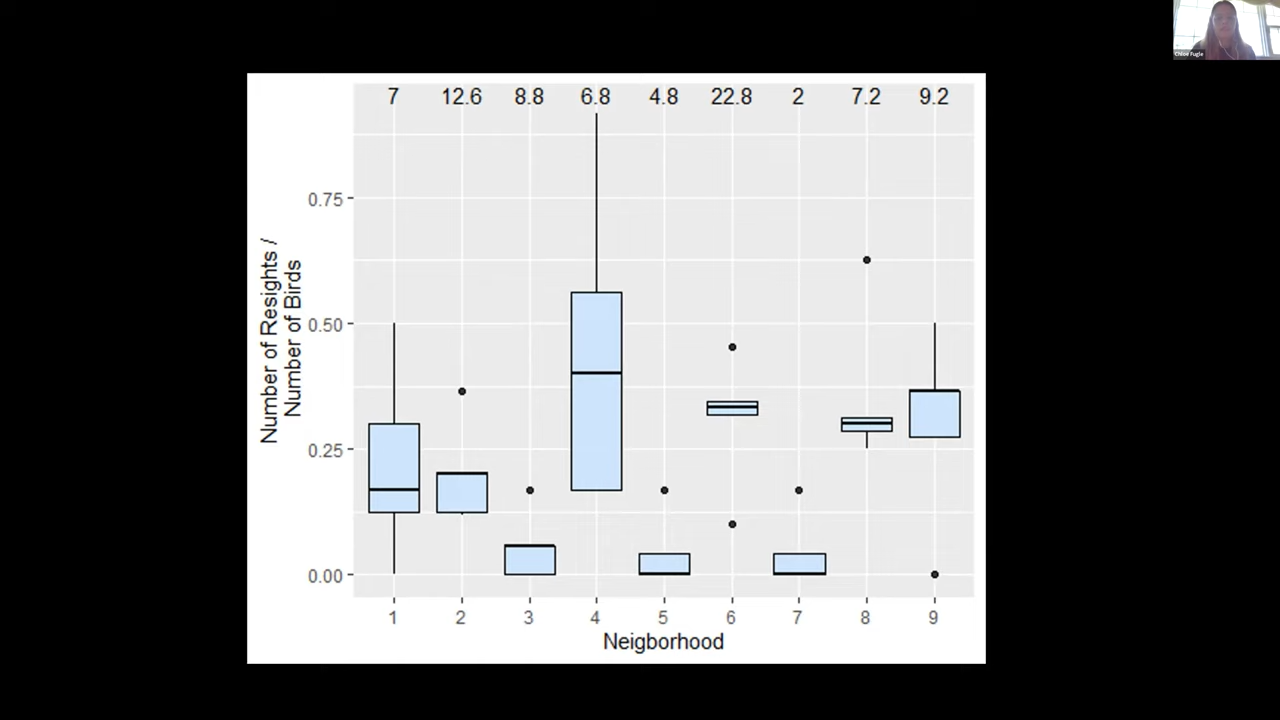 Chloe Fugle
7 12.6 8.8 6.8 4.8 22.8 2 7.2 9.2
0.75
0.50
0.25
0.00
Number of Resights /
Number of Birds
1 2 3 4 5 6 7 8 9
Neigborhood